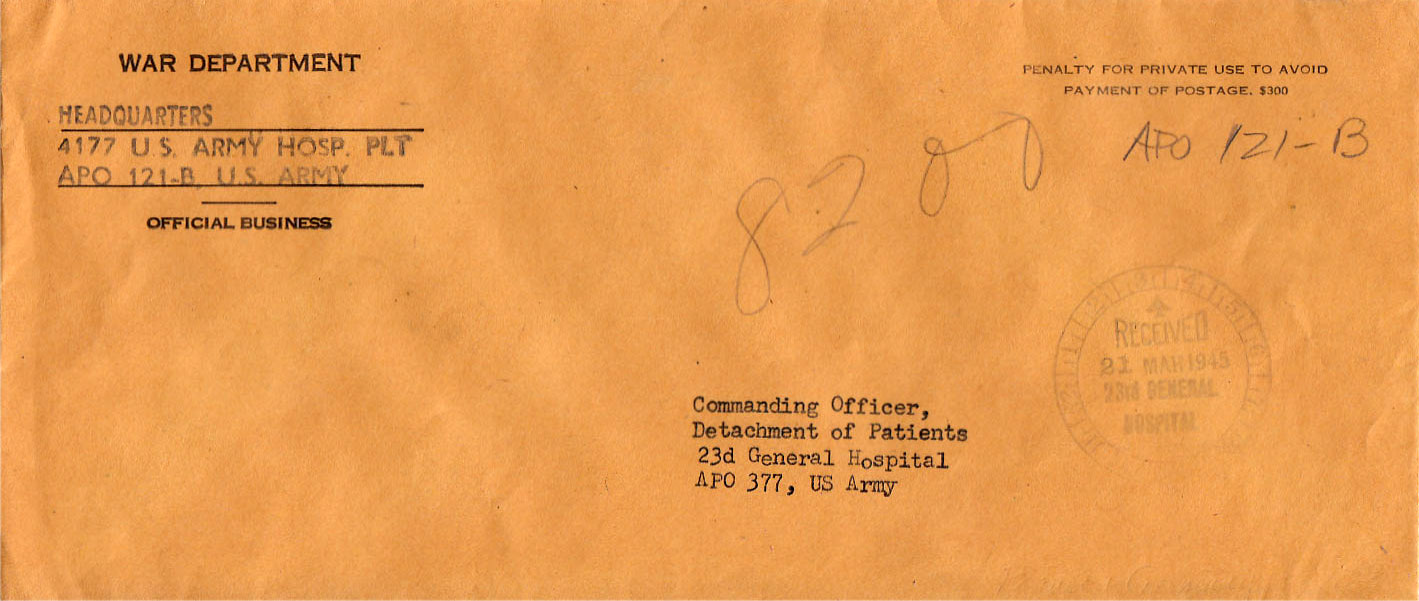 WAR DEPARTMENT
HEADQUARTERS
4177 U.S. ARMY HOSP. PLT
APO 121-B, U.S. ARMY
OFFICIAL BUSINESS
PENALTY FOR PRIVATE USE TO AVOID
PAYMENT OF POSTAGE, $300
APO 121-B
RECEIVED
21 MAR 1945
23rd GENERAL
HOSPITAL
Commanding Officer,
Detachment of Patients
23d General Hospital
APO 377, US Army